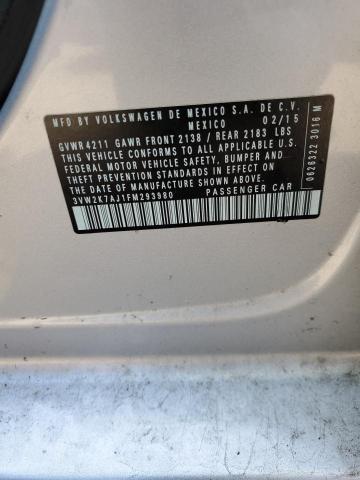 MFD BY VOLKSWAGEN DE MEXICO S.A. DE C.V.
MEXICO 02/15
GVWR 4211 GAWR FRONT 2138 / REAR 2183 LBS
THIS VEHICLE CONFORMS TO ALL APPLICABLE U.S.
FEDERAL MOTOR VEHICLE SAFETY, BUMPER AND
THEFT PREVENTION STANDARDS IN EFFECT ON THE
DATE OF MANUFACTURE SHOWN ABOVE.
3VW2K7AJ1FM293980 PASSENGER CAR
0626322 3016 M